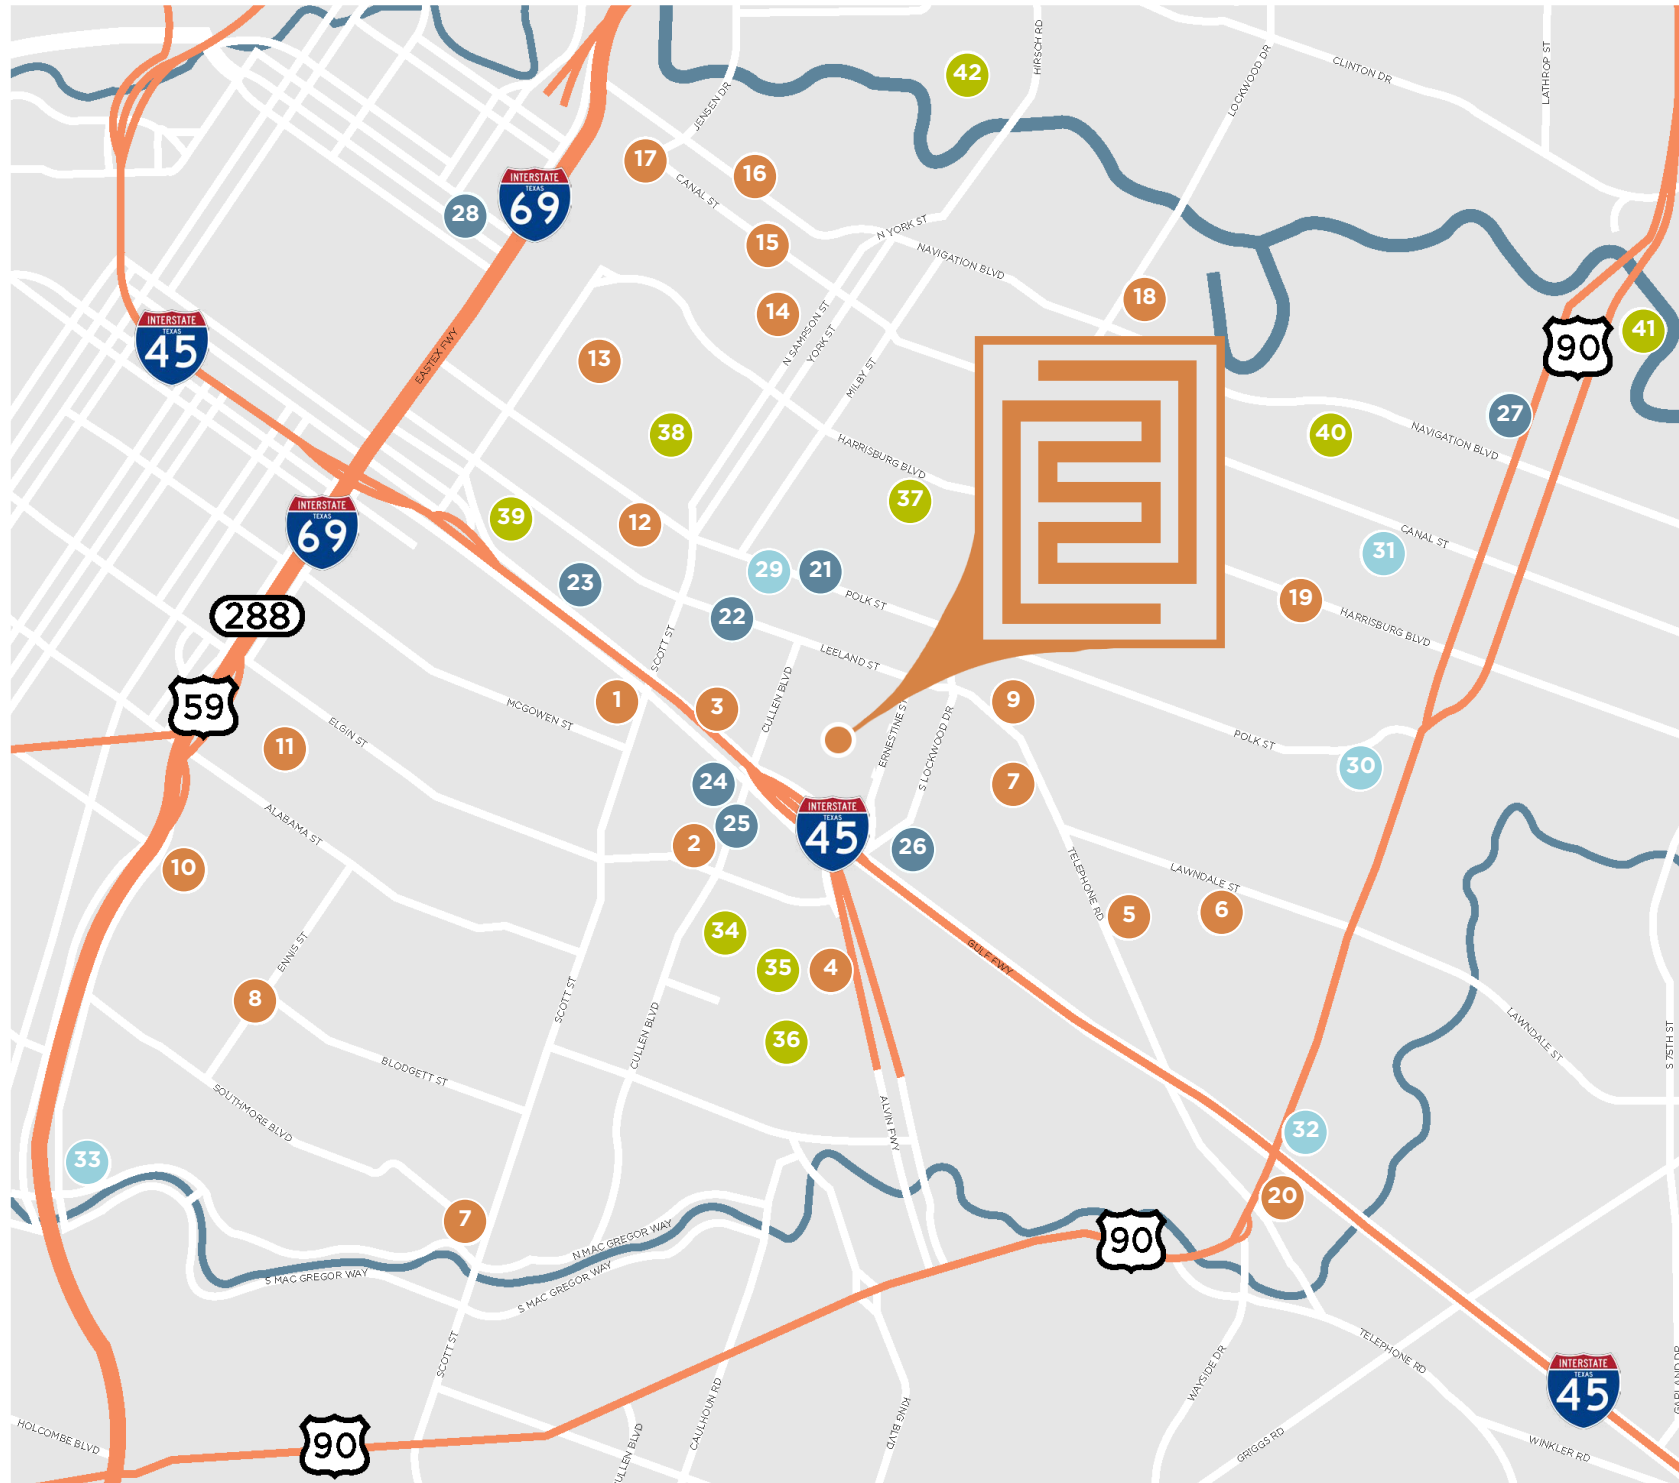 42
HIRSCH RD
LOCKWOOD DR
CLINTON DR
LATHROP ST
JENSEN DR
17
16
CANAL ST
INTERSTATE
TEXAS
69
28
15
N YORK ST
NAVIGATION BLVD
18
14
N SAMPSON ST
YORK ST
MILBY ST
INTERSTATE
TEXAS
45
EASTEX FWY
13
90
41
38
HARRISBURG BLVD
27
40
NAVIGATION BLVD
37
39
12
INTERSTATE
TEXAS
69
CANAL ST
31
23
29
21
POLK ST
22
19
HARRISBURG BLVD
288
SCOTT ST
LEELAND ST
59
1
3
CULLEN BLVD
MCGOWEN ST
ERNESTINE ST
S LOCKWOOD DR
9
ELGIN ST
11
POLK ST
30
24
7
25
INTERSTATE
TEXAS
45
2
26
ALABAMA ST
10
TELEPHONE RD
LAWNDALE ST
5
6
34
GULF FWY
ENNIS ST
35
4
8
SCOTT ST
CULLEN BLVD
36
LAWNDALE ST
S 75TH ST
BLODGETT ST
SOUTHMORE BLVD
ALVIN FWY
32
33
20
7
N MAC GREGOR WAY
90
S MAC GREGOR WAY
S MAC GREGOR WAY
SCOTT ST
TELEPHONE RD
WAYSIDE DR
INTERSTATE
TEXAS
45
GARLAND DR
CAULHOUN RD
KING BLVD
HOLCOMBE BLVD
90
ULLEN BLVD
GRIGGS RD
WINKLER RD